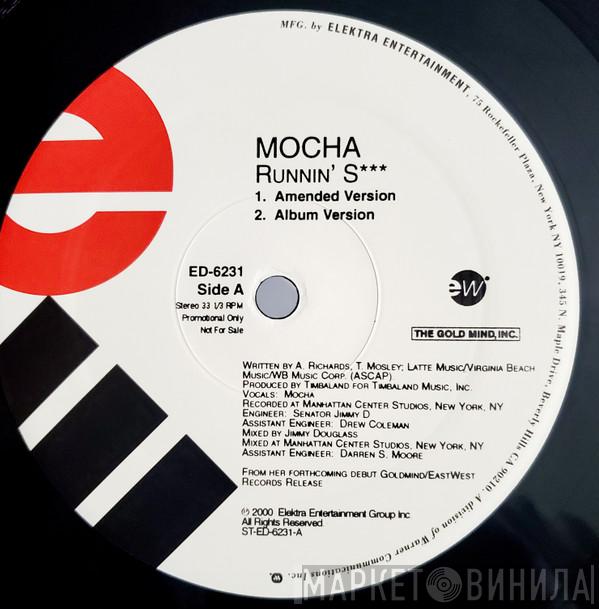 MFG. by ELEKTRA ENTERTAINMENT, 75 Rockefeller Plaza, New York NY 10019, 345 N. Maple Drive, Beverly Hills CA 90210. A division of Warner Communications Inc.
MOCHA
RUNNIN' S***
1. Amended Version
2. Album Version
ED-6231
Side A
Stereo 33 1/3 RPM
Promotional Only
Not For Sale
ew
THE GOLD MIND, INC.
WRITTEN BY A. RICHARDS, T. MOSLEY; LATTE MUSIC/VIRGINIA BEACH
MUSIC/WB MUSIC CORP. (ASCAP)
PRODUCED BY TIMBALAND FOR TIMBALAND MUSIC, INC.
VOCALS: MOCHA
RECORDED AT MANHATTAN CENTER STUDIOS, NEW YORK, NY
ENGINEER: SENATOR JIMMY D
ASSISTANT ENGINEER: DREW COLEMAN
MIXED BY JIMMY DOUGLASS
MIXED AT MANHATTAN CENTER STUDIOS, NEW YORK, NY
ASSISTANT ENGINEER: DARREN S. MOORE
FROM HER FORTHCOMING DEBUT GOLDMIND/EASTWEST
RECORDS RELEASE
℗ © 2000 Elektra Entertainment Group Inc.
All Rights Reserved.
ST-ED-6231-A
МАРКЕТ ВИНИЛА